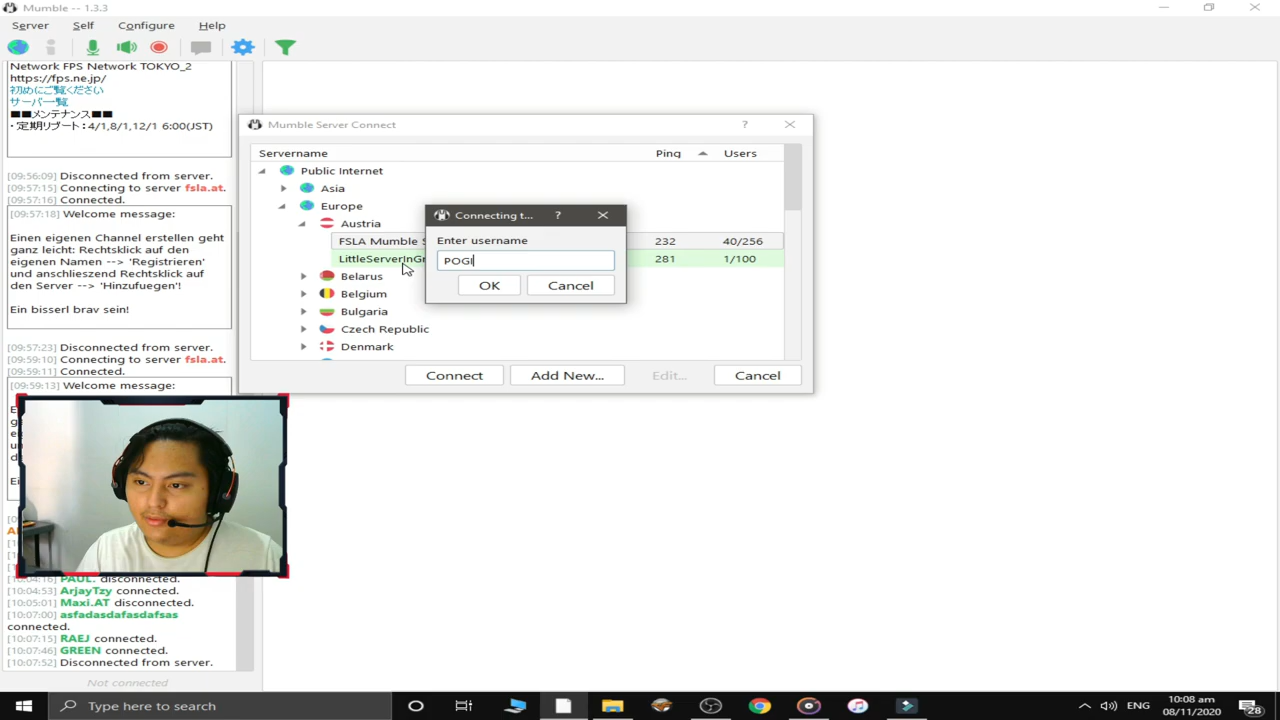 Mumble -- 1.3.3
Server
Self
Configure
Help
Network FPS Network TOKYO_2
https://fps.ne.jp/
初めにご覧ください
サーバ一覧
■■メンテナンス■■
・定期リブート：4/1,8/1,12/1 6:00(JST)
[09:56:09] Disconnected from server.
[09:57:15] Connecting to server fsla.at.
[09:57:16] Connected.
[09:57:18] Welcome message:
Einen eigenen Channel erstellen geht
ganz leicht: Rechtsklick auf den
eigenen Namen --> 'Registrieren'
und anschliessend Rechtsklick auf
den Server --> 'Hinzufuegen'!
Ein bisserl brav sein!
[09:57:23] Disconnected from server.
[09:59:10] Connecting to server fsla.at.
[09:59:11] Connected.
[09:59:13] Welcome message:
PAUL. disconnected.
[10:04:53] ArjayTzy connected.
[10:05:01] Maxi.AT disconnected.
[10:07:00] asfadasdafasdafsas
connected.
[10:07:15] RAEJ connected.
[10:07:46] GREEN connected.
[10:07:52] Disconnected from server.
Not connected
Mumble Server Connect
?
Servername Ping Users
Public Internet
Asia
Europe
Austria
FSLA Mumble 232 40/256
281 1/100
Belarus
Belgium
Bulgaria
Czech Republic
Denmark
Connect
Add New...
Edit...
Cancel
Connecting t...
?
Enter username
POGI
OK
Cancel
Type here to search
ENG
10:08 am
08/11/2020
28